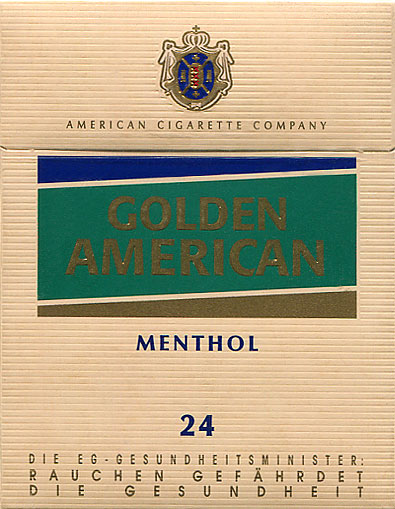 AMERICAN CIGARETTE COMPANY
GOLDEN
AMERICAN
MENTHOL
24
DIE EG-GESUNDHEITSMINISTER:
RAUCHEN GEFÄHRDET
DIE GESUNDHEIT